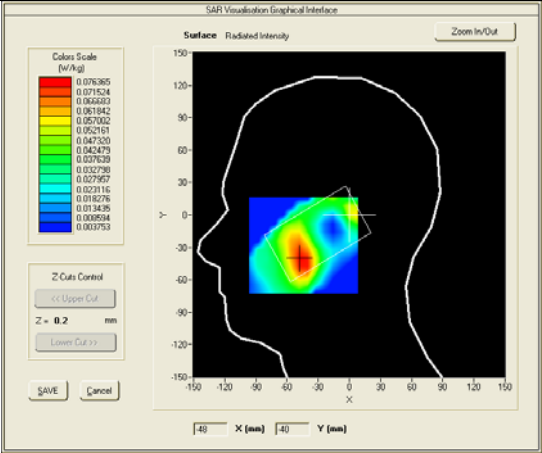 SAR Visualisation Graphical Interface
Surface Radiated Intensity
Zoom In/Out
Colors Scale
(W/kg)
0.076365
0.071524
0.066683
0.061842
0.057002
0.052161
0.047320
0.042479
0.037639
0.032798
0.027957
0.023116
0.018276
0.013435
0.008594
0.003753
Z-Cuts Control
<< Upper Cut
Z = 0.2 mm
Lower Cut >>
SAVE Cancel
150-
120-
90-
60-
30-
0-
-30-
-60-
-90-
-120-
-150-
Y
-150 -120 -90 -60 -30 0 30 60 90 120 150
X
-48 X (mm) -40 Y (mm)